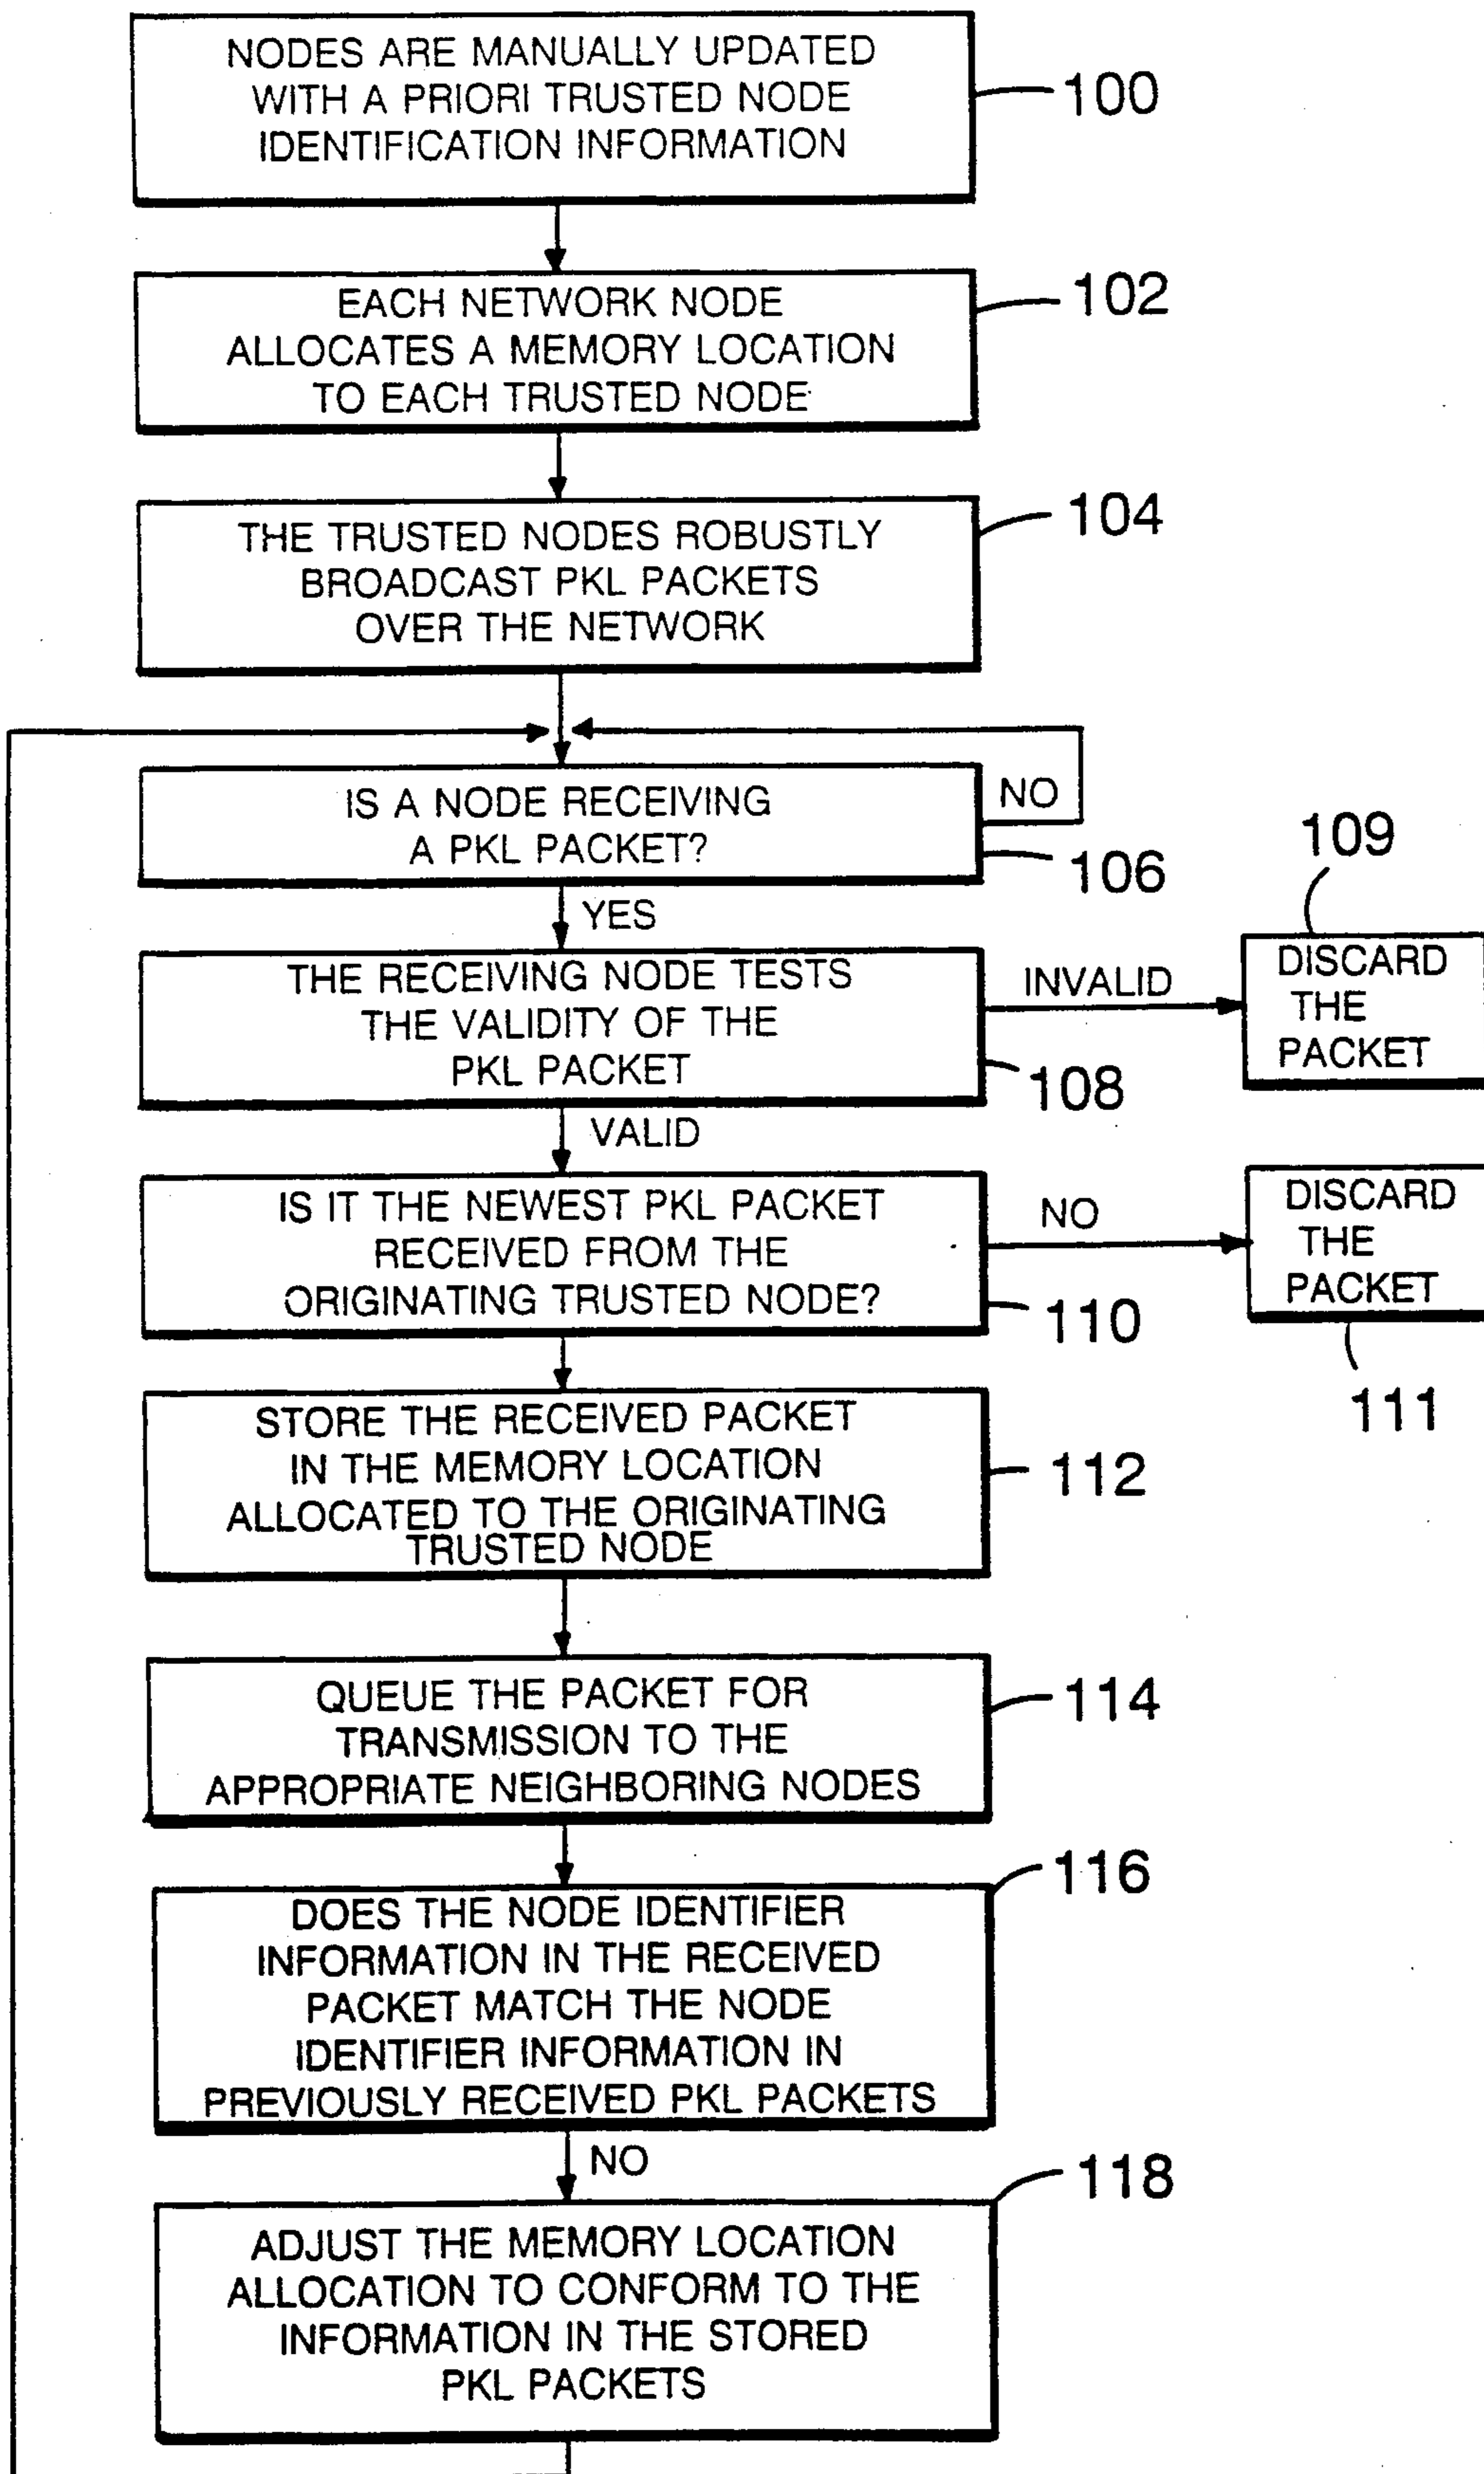 NODES ARE MANUALLY UPDATED
WITH A PRIORI TRUSTED NODE
IDENTIFICATION INFORMATION
100
EACH NETWORK NODE
ALLOCATES A MEMORY LOCATION
TO EACH TRUSTED NODE
102
THE TRUSTED NODES ROBUSTLY
BROADCAST PKL PACKETS
OVER THE NETWORK
104
IS A NODE RECEIVING
A PKL PACKET?
NO
106
YES
THE RECEIVING NODE TESTS
THE VALIDITY OF THE
PKL PACKET
INVALID
108
109
DISCARD
THE
PACKET
VALID
IS IT THE NEWEST PKL PACKET
RECEIVED FROM THE
ORIGINATING TRUSTED NODE?
NO
110
DISCARD
THE
PACKET
111
STORE THE RECEIVED PACKET
IN THE MEMORY LOCATION
ALLOCATED TO THE ORIGINATING
TRUSTED NODE
112
QUEUE THE PACKET FOR
TRANSMISSION TO THE
APPROPRIATE NEIGHBORING NODES
114
DOES THE NODE IDENTIFIER
INFORMATION IN THE RECEIVED
PACKET MATCH THE NODE
IDENTIFIER INFORMATION IN
PREVIOUSLY RECEIVED PKL PACKETS
116
NO
ADJUST THE MEMORY LOCATION
ALLOCATION TO CONFORM TO THE
INFORMATION IN THE STORED
PKL PACKETS
118